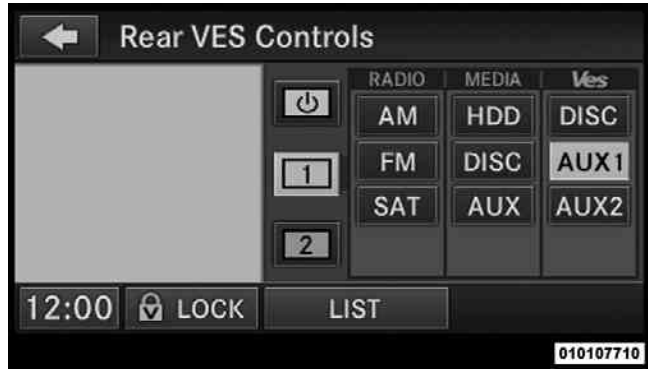 Rear VES Controls
RADIO MEDIA Ves
AM HDD DISC
1 FM DISC AUX1
SAT AUX AUX2
2
12:00 LOCK LIST
010107710